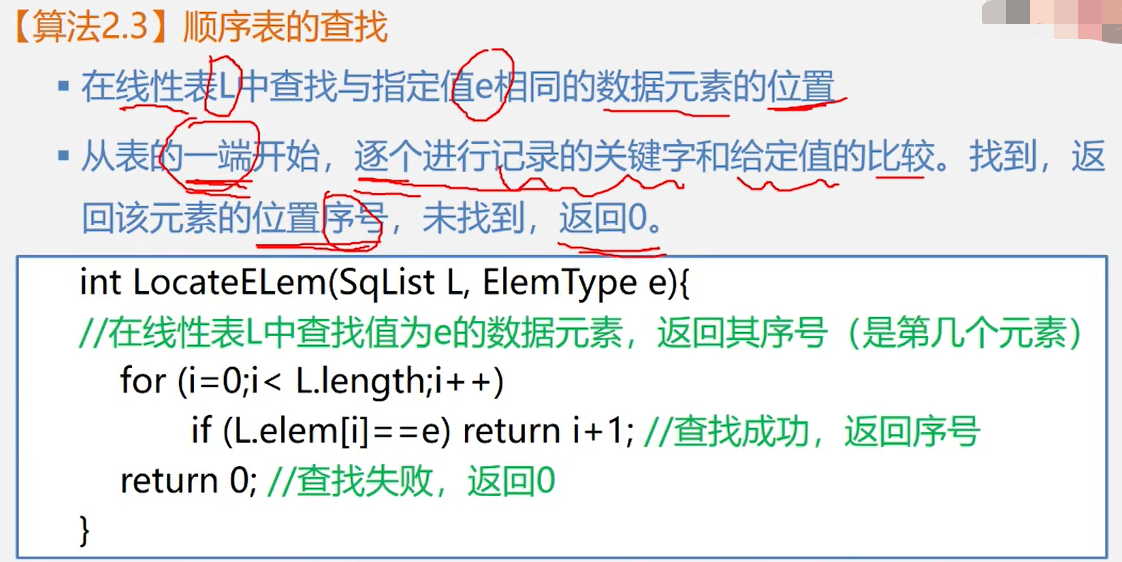 【算法2.3】顺序表的查找
▪ 在线性表L中查找与指定值e相同的数据元素的位置
▪ 从表的一端开始，逐个进行记录的关键字和给定值的比较。找到，返
回该元素的位置序号，未找到，返回0。
int LocateELem(SqList L, ElemType e){
//在线性表L中查找值为e的数据元素，返回其序号（是第几个元素）
for (i=0;i< L.length;i++)
if (L.elem[i]==e) return i+1; //查找成功，返回序号
return 0; //查找失败，返回0
}